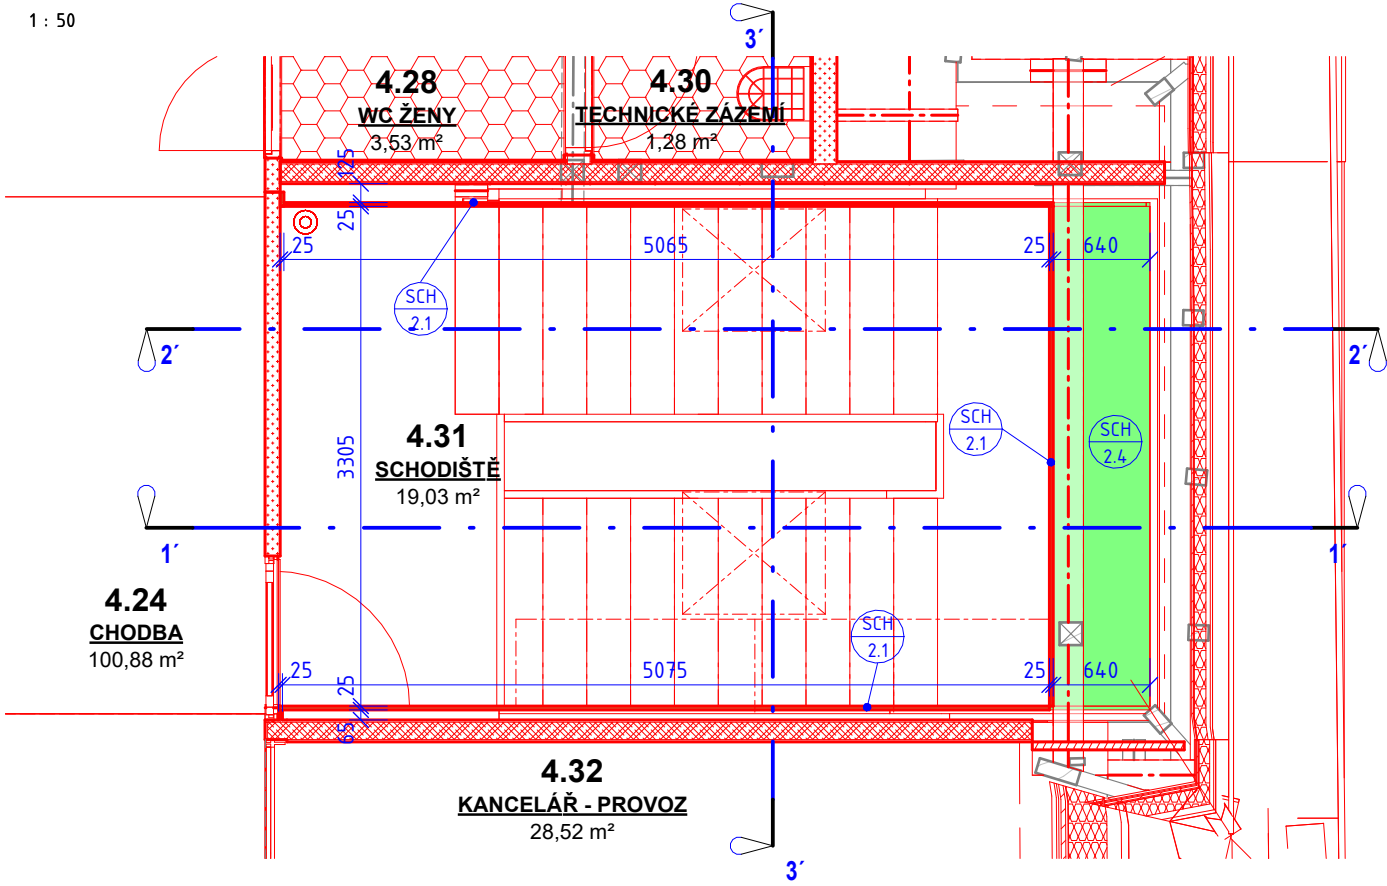 1 : 50
3´
4.28
WC ŽENY
3,53 m²
4.30
TECHNICKÉ ZÁZEMÍ
1,28 m²
125
25
25
5065
25
640
SCH
2.1
2´
2´
SCH
2.1
SCH
2.4
4.31
SCHODIŠTĚ
19,03 m²
3305
1´
1´
4.24
CHODBA
100,88 m²
SCH
2.1
25
5075
25
640
25
65
4.32
KANCELÁŘ - PROVOZ
28,52 m²
3´